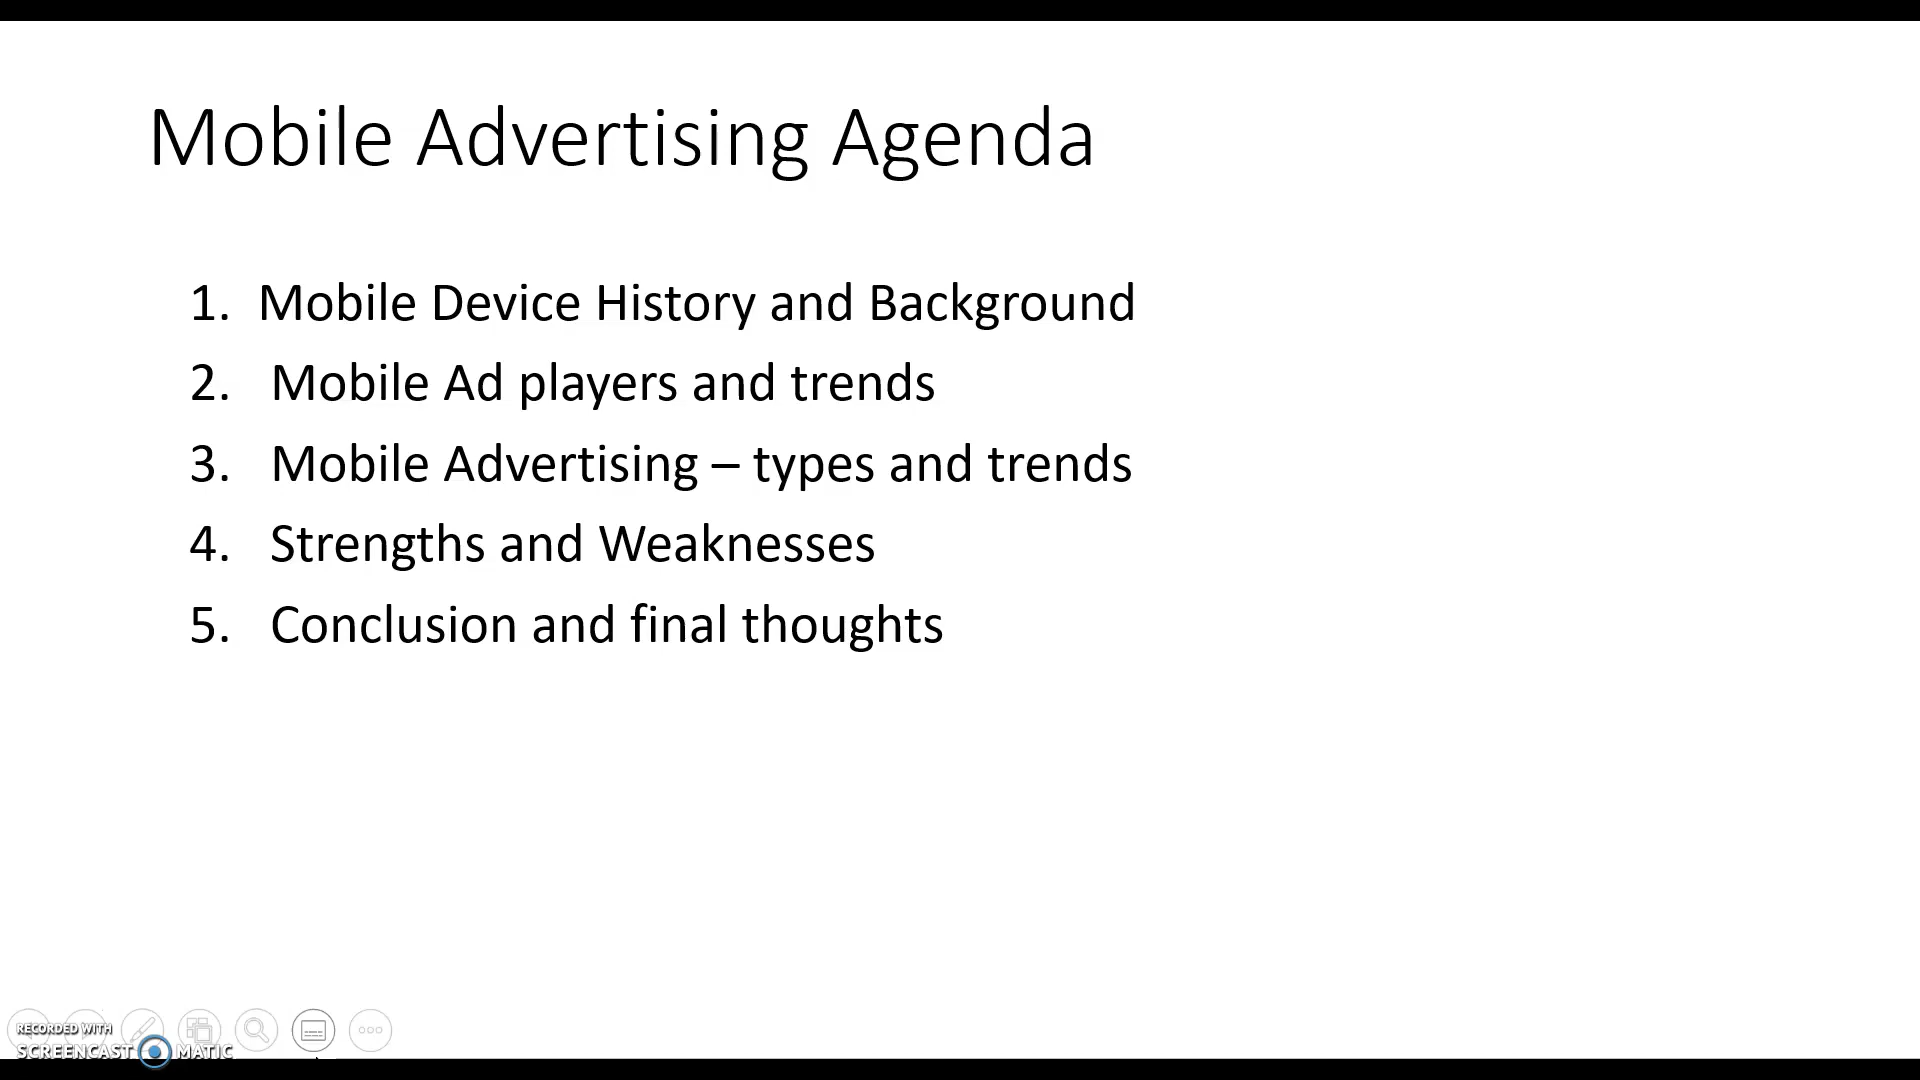 Mobile Advertising Agenda
1. Mobile Device History and Background
2. Mobile Ad players and trends
3. Mobile Advertising – types and trends
4. Strengths and Weaknesses
5. Conclusion and final thoughts
RECORDED WITH
SCREENCAST MATIC